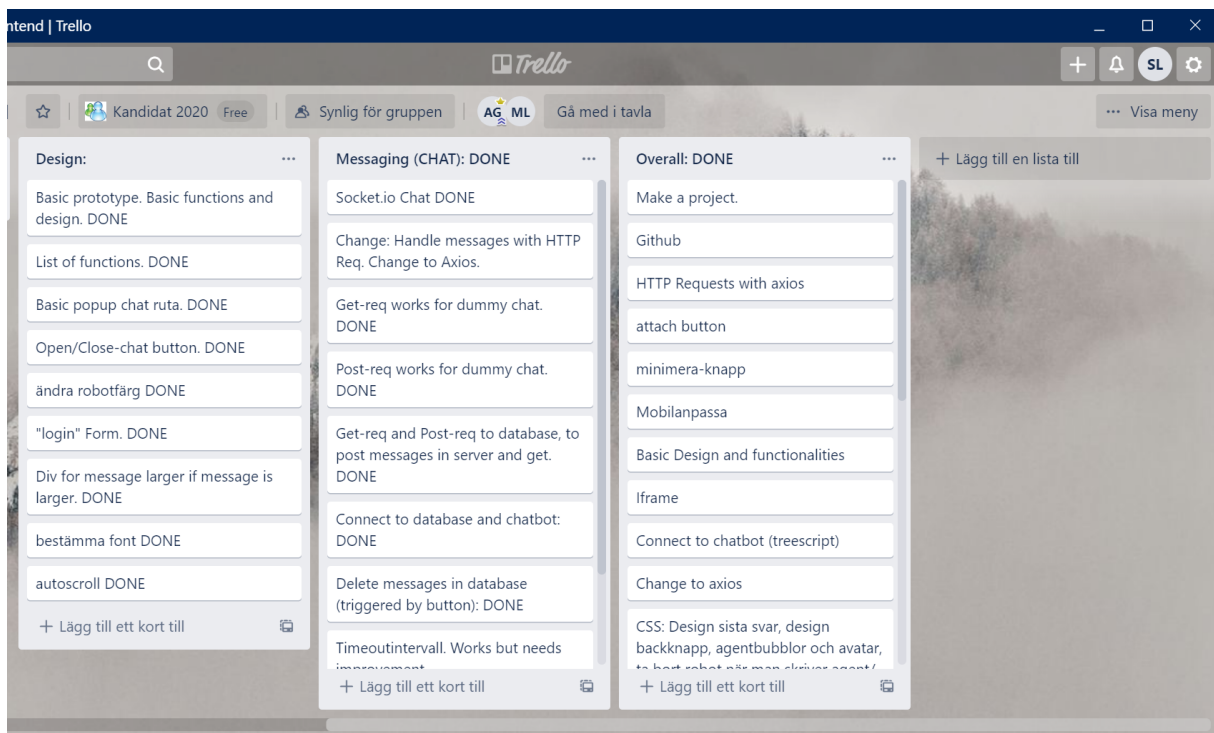 ntend | Trello
Trello
SL
Kandidat 2020 Free
Synlig för gruppen
AG ML
Gå med i tavla
Visa meny
Design:
Basic prototype. Basic functions and
design. DONE
List of functions. DONE
Basic popup chat ruta. DONE
Open/Close-chat button. DONE
ändra robotfärg DONE
"login" Form. DONE
Div for message larger if message is
larger. DONE
bestämma font DONE
autoscroll DONE
+ Lägg till ett kort till
Messaging (CHAT): DONE
Socket.io Chat DONE
Change: Handle messages with HTTP
Req. Change to Axios.
Get-req works for dummy chat.
DONE
Post-req works for dummy chat.
DONE
Get-req and Post-req to database, to
post messages in server and get.
DONE
Connect to database and chatbot:
DONE
Delete messages in database
(triggered by button): DONE
Timeoutintervall. Works but needs
improvement
+ Lägg till ett kort till
Overall: DONE
Make a project.
Github
HTTP Requests with axios
attach button
minimera-knapp
Mobilanpassa
Basic Design and functionalities
Iframe
Connect to chatbot (treescript)
Change to axios
CSS: Design sista svar, design
backknapp, agentbubblor och avatar,
ta bort robot när man skriver agent/
+ Lägg till ett kort till
+ Lägg till en lista till